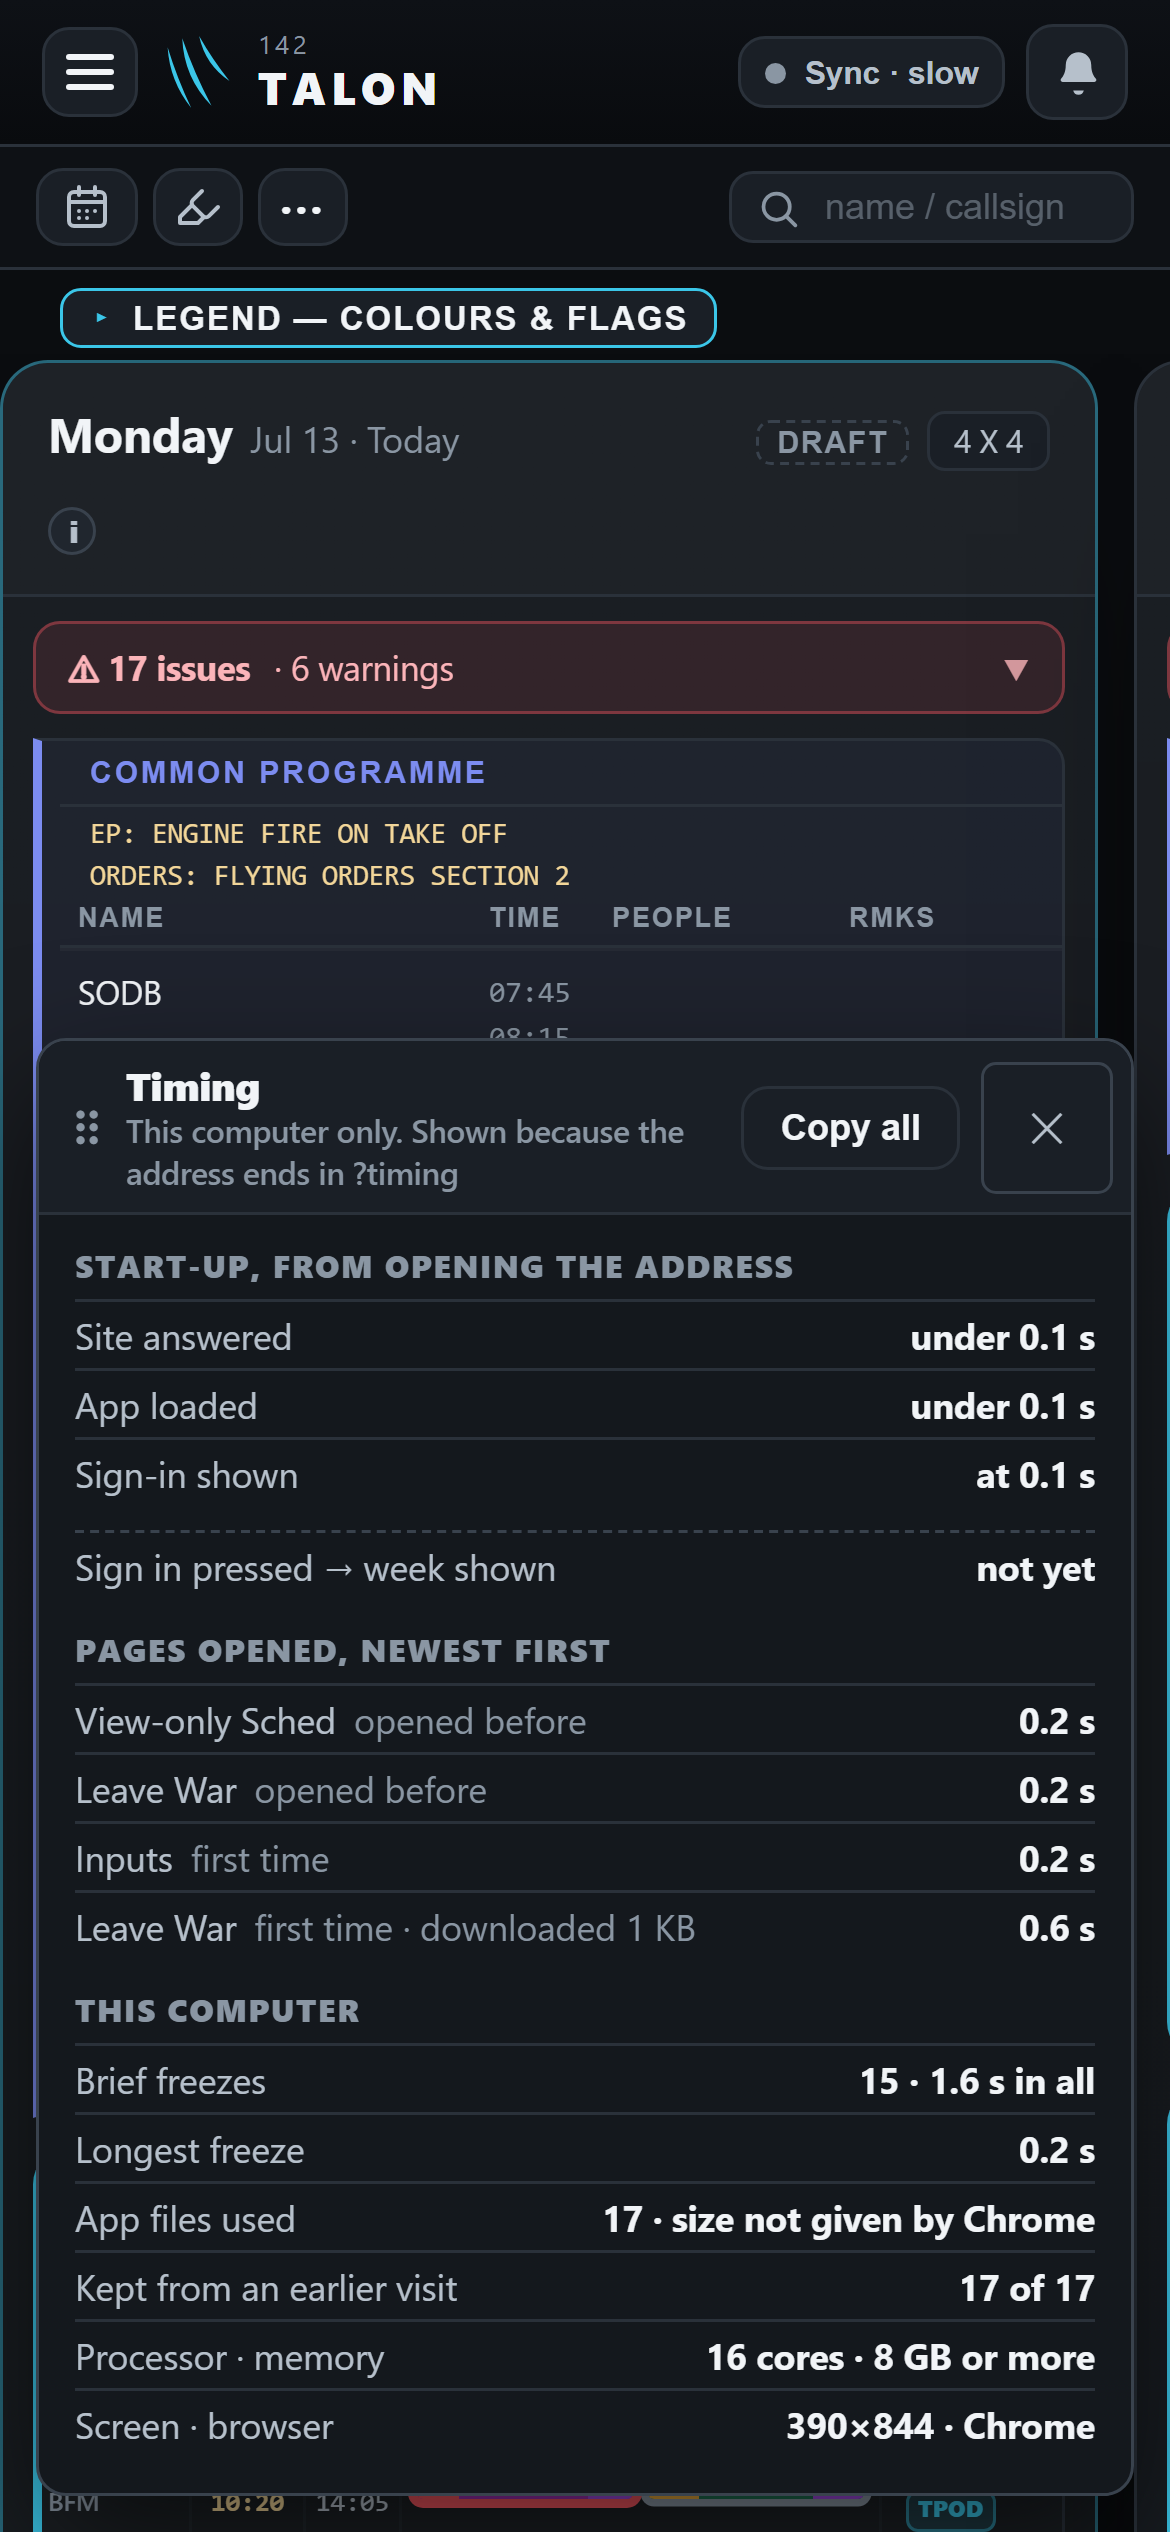 142
TALON
Sync · slow
name / callsign
▸ LEGEND — COLOURS & FLAGS
Monday Jul 13 · Today DRAFT 4 X 4
i
⚠ 17 issues · 6 warnings ▼
COMMON PROGRAMME
EP: ENGINE FIRE ON TAKE OFF
ORDERS: FLYING ORDERS SECTION 2
NAME TIME PEOPLE RMKS
SODB 07:45
08:15
Timing
This computer only. Shown because the
address ends in ?timing
Copy all
START-UP, FROM OPENING THE ADDRESS
Site answered under 0.1 s
App loaded under 0.1 s
Sign-in shown at 0.1 s
Sign in pressed → week shown not yet
PAGES OPENED, NEWEST FIRST
View-only Sched opened before 0.2 s
Leave War opened before 0.2 s
Inputs first time 0.2 s
Leave War first time · downloaded 1 KB 0.6 s
THIS COMPUTER
Brief freezes 15 · 1.6 s in all
Longest freeze 0.2 s
App files used 17 · size not given by Chrome
Kept from an earlier visit 17 of 17
Processor · memory 16 cores · 8 GB or more
Screen · browser 390×844 · Chrome
BFM 10:20 14:05 TPOD